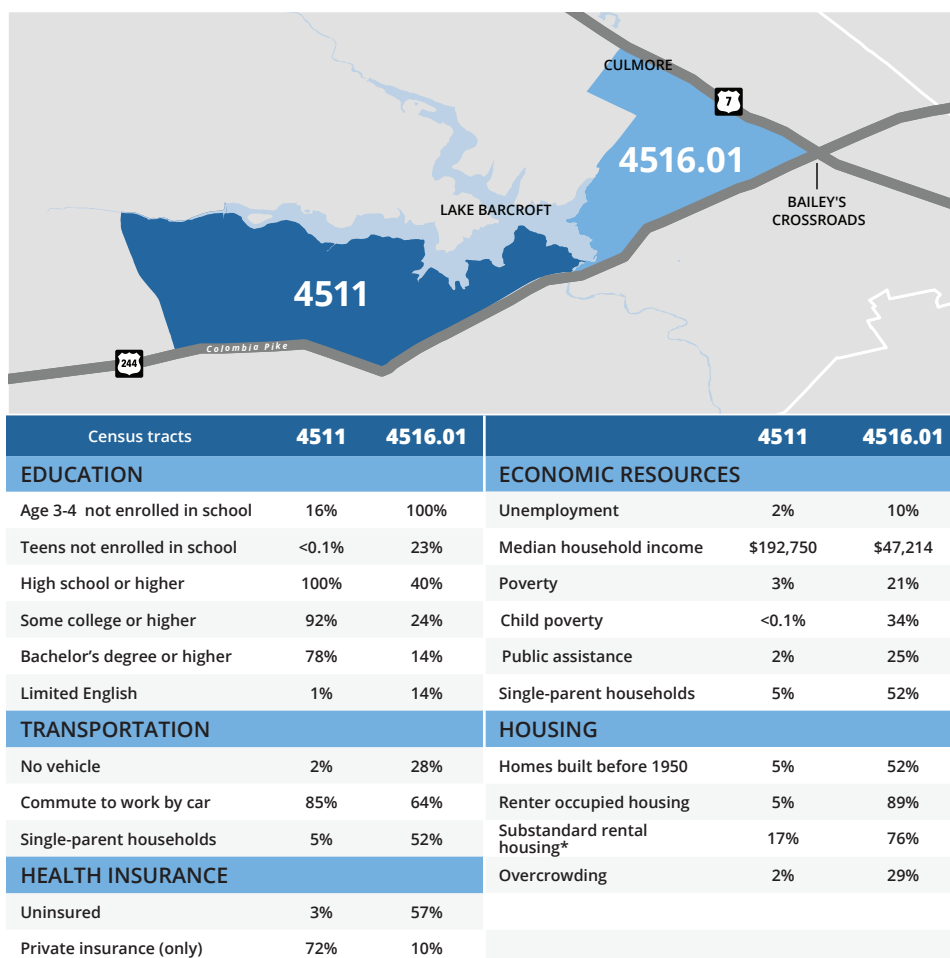 CULMORE
7
4516.01
BAILEY'S
CROSSROADS
LAKE BARCROFT
4511
Colombia Pike
244
Census tracts 4511 4516.01
EDUCATION
Age 3-4 not enrolled in school 16% 100%
Teens not enrolled in school <0.1% 23%
High school or higher 100% 40%
Some college or higher 92% 24%
Bachelor’s degree or higher 78% 14%
Limited English 1% 14%
TRANSPORTATION
No vehicle 2% 28%
Commute to work by car 85% 64%
Single-parent households 5% 52%
HEALTH INSURANCE
Uninsured 3% 57%
Private insurance (only) 72% 10%
4511 4516.01
ECONOMIC RESOURCES
Unemployment 2% 10%
Median household income $192,750 $47,214
Poverty 3% 21%
Child poverty <0.1% 34%
Public assistance 2% 25%
Single-parent households 5% 52%
HOUSING
Homes built before 1950 5% 52%
Renter occupied housing 5% 89%
Substandard rental
housing* 17% 76%
Overcrowding 2% 29%